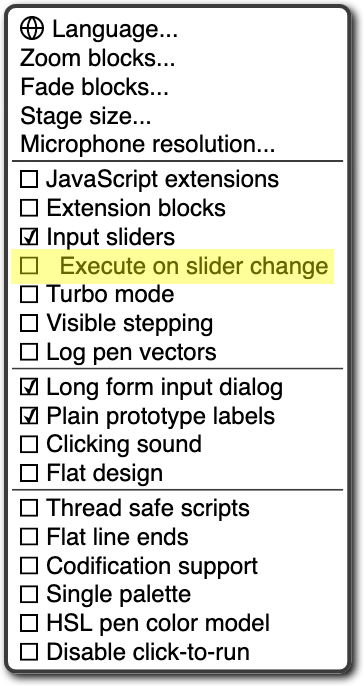 Language...
Zoom blocks...
Fade blocks...
Stage size...
Microphone resolution...
JavaScript extensions
Extension blocks
Input sliders
Execute on slider change
Turbo mode
Visible stepping
Log pen vectors
Long form input dialog
Plain prototype labels
Clicking sound
Flat design
Thread safe scripts
Flat line ends
Codification support
Single palette
HSL pen color model
Disable click-to-run